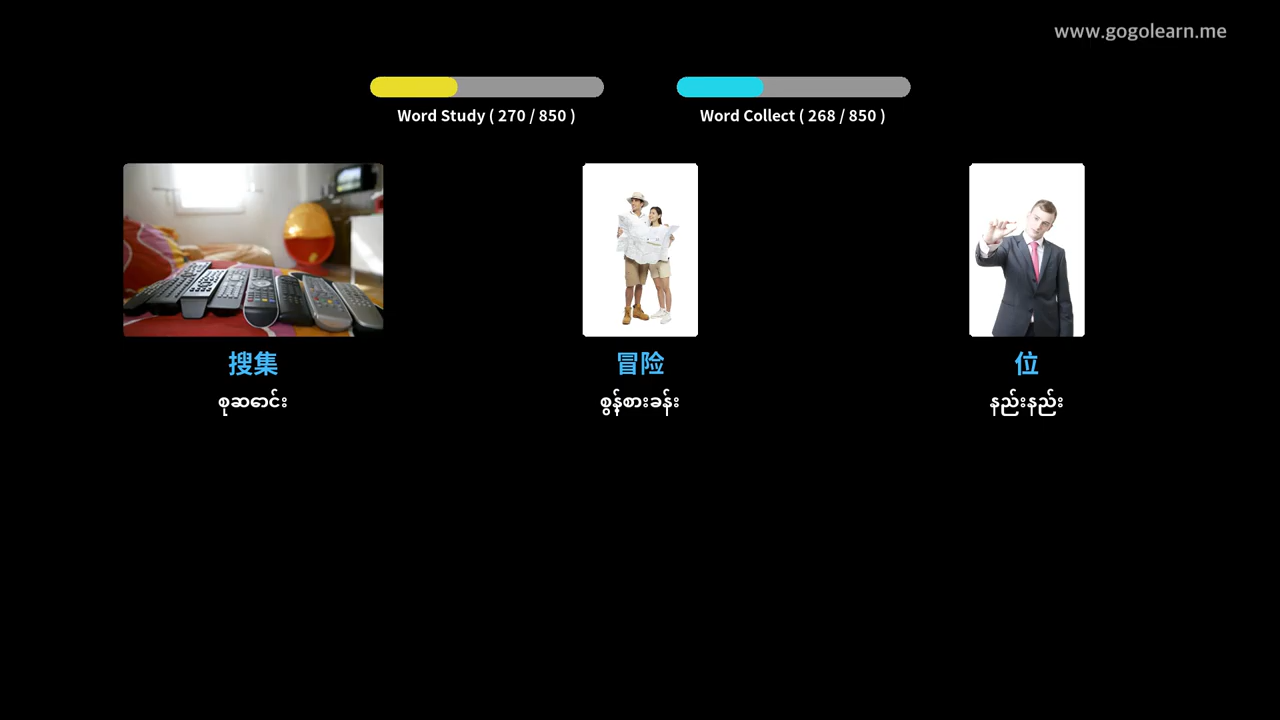 www.gogolearn.me
Word Study ( 270 / 850 )
Word Collect ( 268 / 850 )
搜集
冒险
位
စုဆောင်း
စွန့်စားခန်း
နည်းနည်း